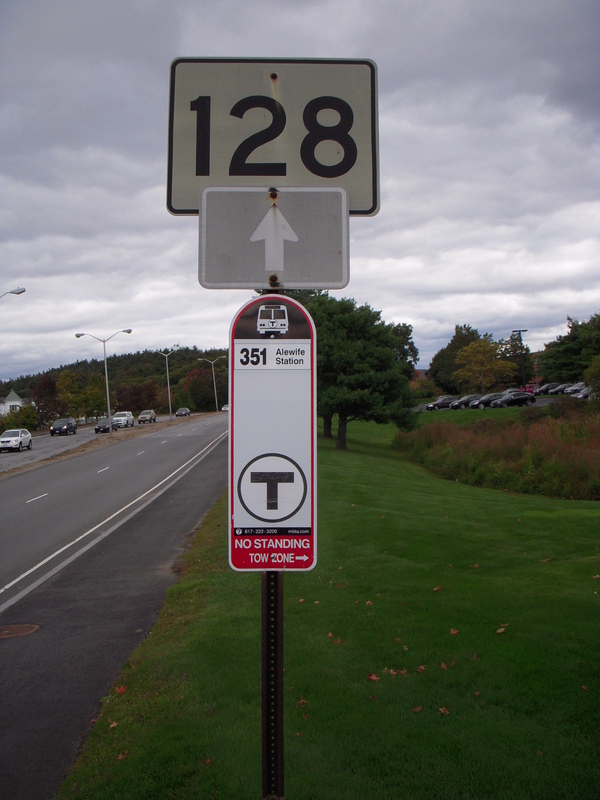 128
351 Alewife
Station
T
617-222-3200 mbta.com
NO STANDING
TOW ZONE